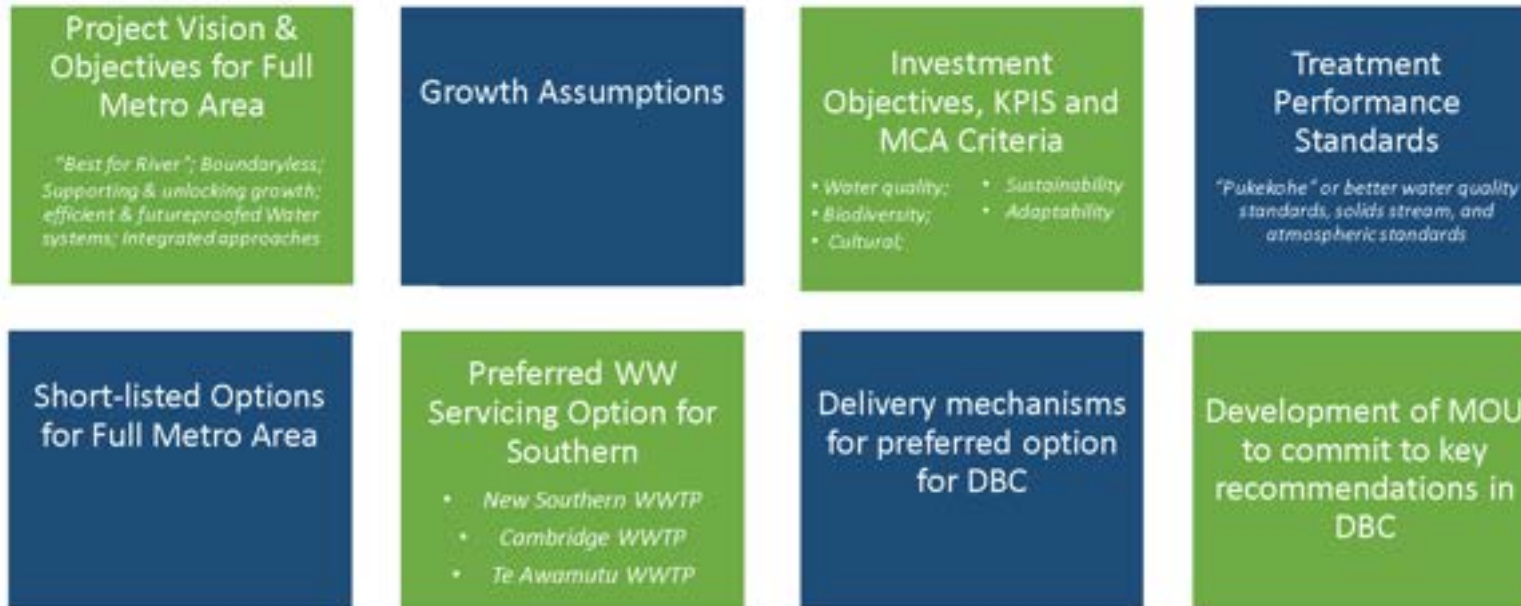 Project Vision &
Objectives for Full
Metro Area
"Best for River"; Boundaryless;
Supporting & unlocking growth;
efficient & futureproofed Water
systems; Integrated approaches
Growth Assumptions
Investment
Objectives, KPIS and
MCA Criteria
• Water quality;
• Biodiversity;
• Cultural;
• Sustainability
• Adaptability
Treatment
Performance
Standards
"Pukekohe" or better water quality
standards, solids stream, and
atmospheric standards
Short-listed Options
for Full Metro Area
Preferred WW
Servicing Option for
Southern
• New Southern WWTP
• Cambridge WWTP
• Te Awamutu WWTP
Delivery mechanisms
for preferred option
for DBC
Development of MOU
to commit to key
recommendations in
DBC